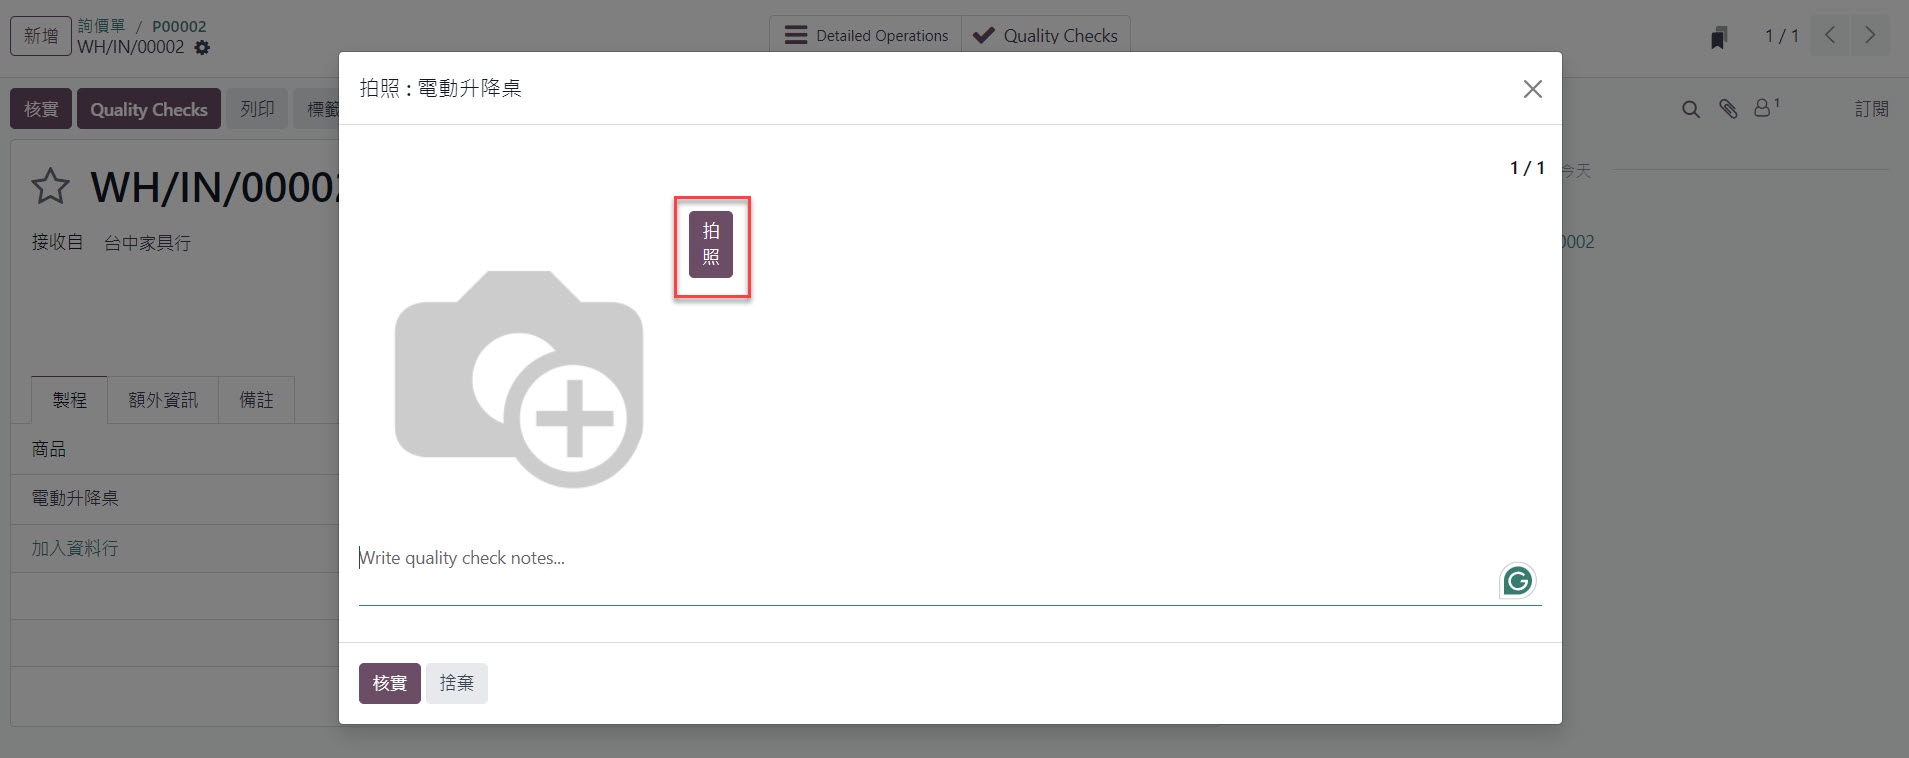 新增
詢價單 / P00002
WH/IN/00002
Detailed Operations
Quality Checks
1 / 1
核實
Quality Checks
列印
標籤
1
訂閱
拍照 : 電動升降桌
1 / 1
今天
WH/IN/00002
拍
照
接收自 台中家具行
0002
製程
額外資訊
備註
商品
電動升降桌
加入資料行
Write quality check notes...
G
核實
捨棄